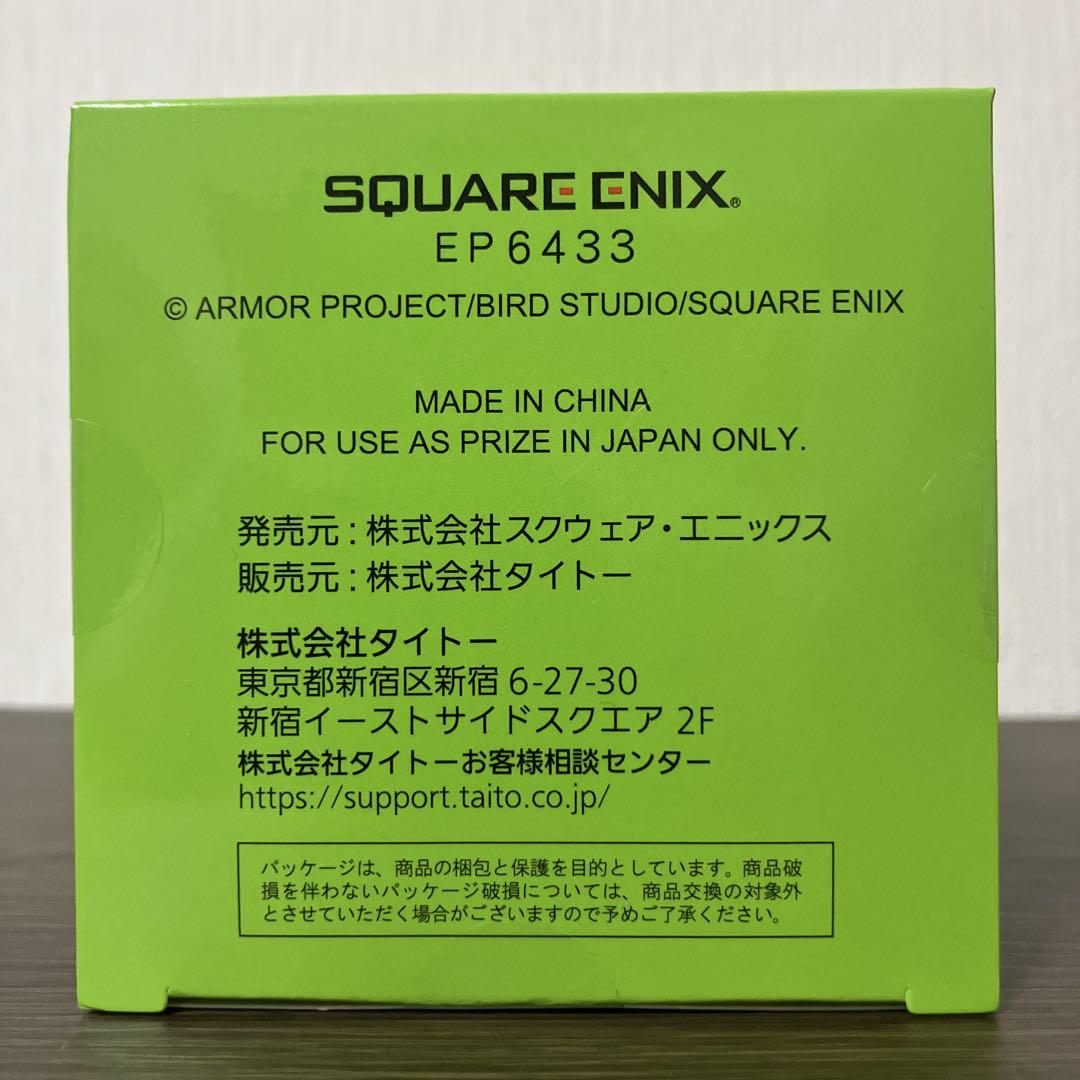 SQUARE ENIX®
EP6433
© ARMOR PROJECT/BIRD STUDIO/SQUARE ENIX
MADE IN CHINA
FOR USE AS PRIZE IN JAPAN ONLY.
発売元：株式会社スクウェア・エニックス
販売元：株式会社タイトー
株式会社タイトー
東京都新宿区新宿 6-27-30
新宿イーストサイドスクエア 2F
株式会社タイトーお客様相談センター
https://support.taito.co.jp/
パッケージは、商品の梱包と保護を目的としています。商品破
損を伴わないパッケージ破損については、商品交換の対象外
とさせていただく場合がございますので予めご了承ください。